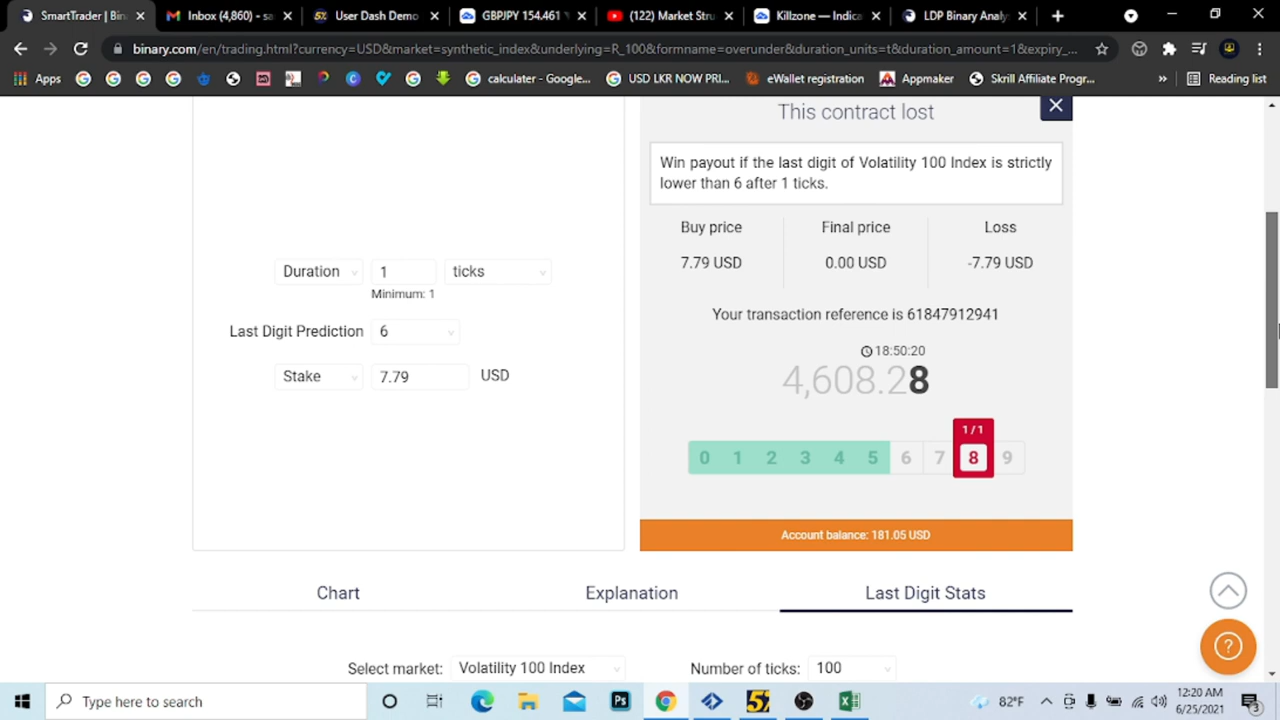 SmartTrader | Bin
Inbox (4,860) - sa
User Dash Demo
GBPJPY 154.461
(122) Market Stru
Killzone — Indica
LDP Binary Analy
binary.com/en/trading.html?currency=USD&market=synthetic_index&underlying=R_100&formname=overunder&duration_units=t&duration_amount=1&expiry_...
Apps
calculater - Google...
USD LKR NOW PRI...
eWallet registration
Appmaker
Skrill Affiliate Progr...
»
Reading list
This contract lost
Win payout if the last digit of Volatility 100 Index is strictly
lower than 6 after 1 ticks.
Buy price Final price Loss
7.79 USD 0.00 USD -7.79 USD
Duration 1 ticks
Minimum: 1
Last Digit Prediction 6
Stake 7.79 USD
Your transaction reference is 61847912941
18:50:20
4,608.28
1 / 1
0 1 2 3 4 5 6 7 8 9
Account balance: 181.05 USD
Chart Explanation Last Digit Stats
Select market: Volatility 100 Index Number of ticks: 100
?
Type here to search
Ps
82°F
12:20 AM
6/25/2021
3